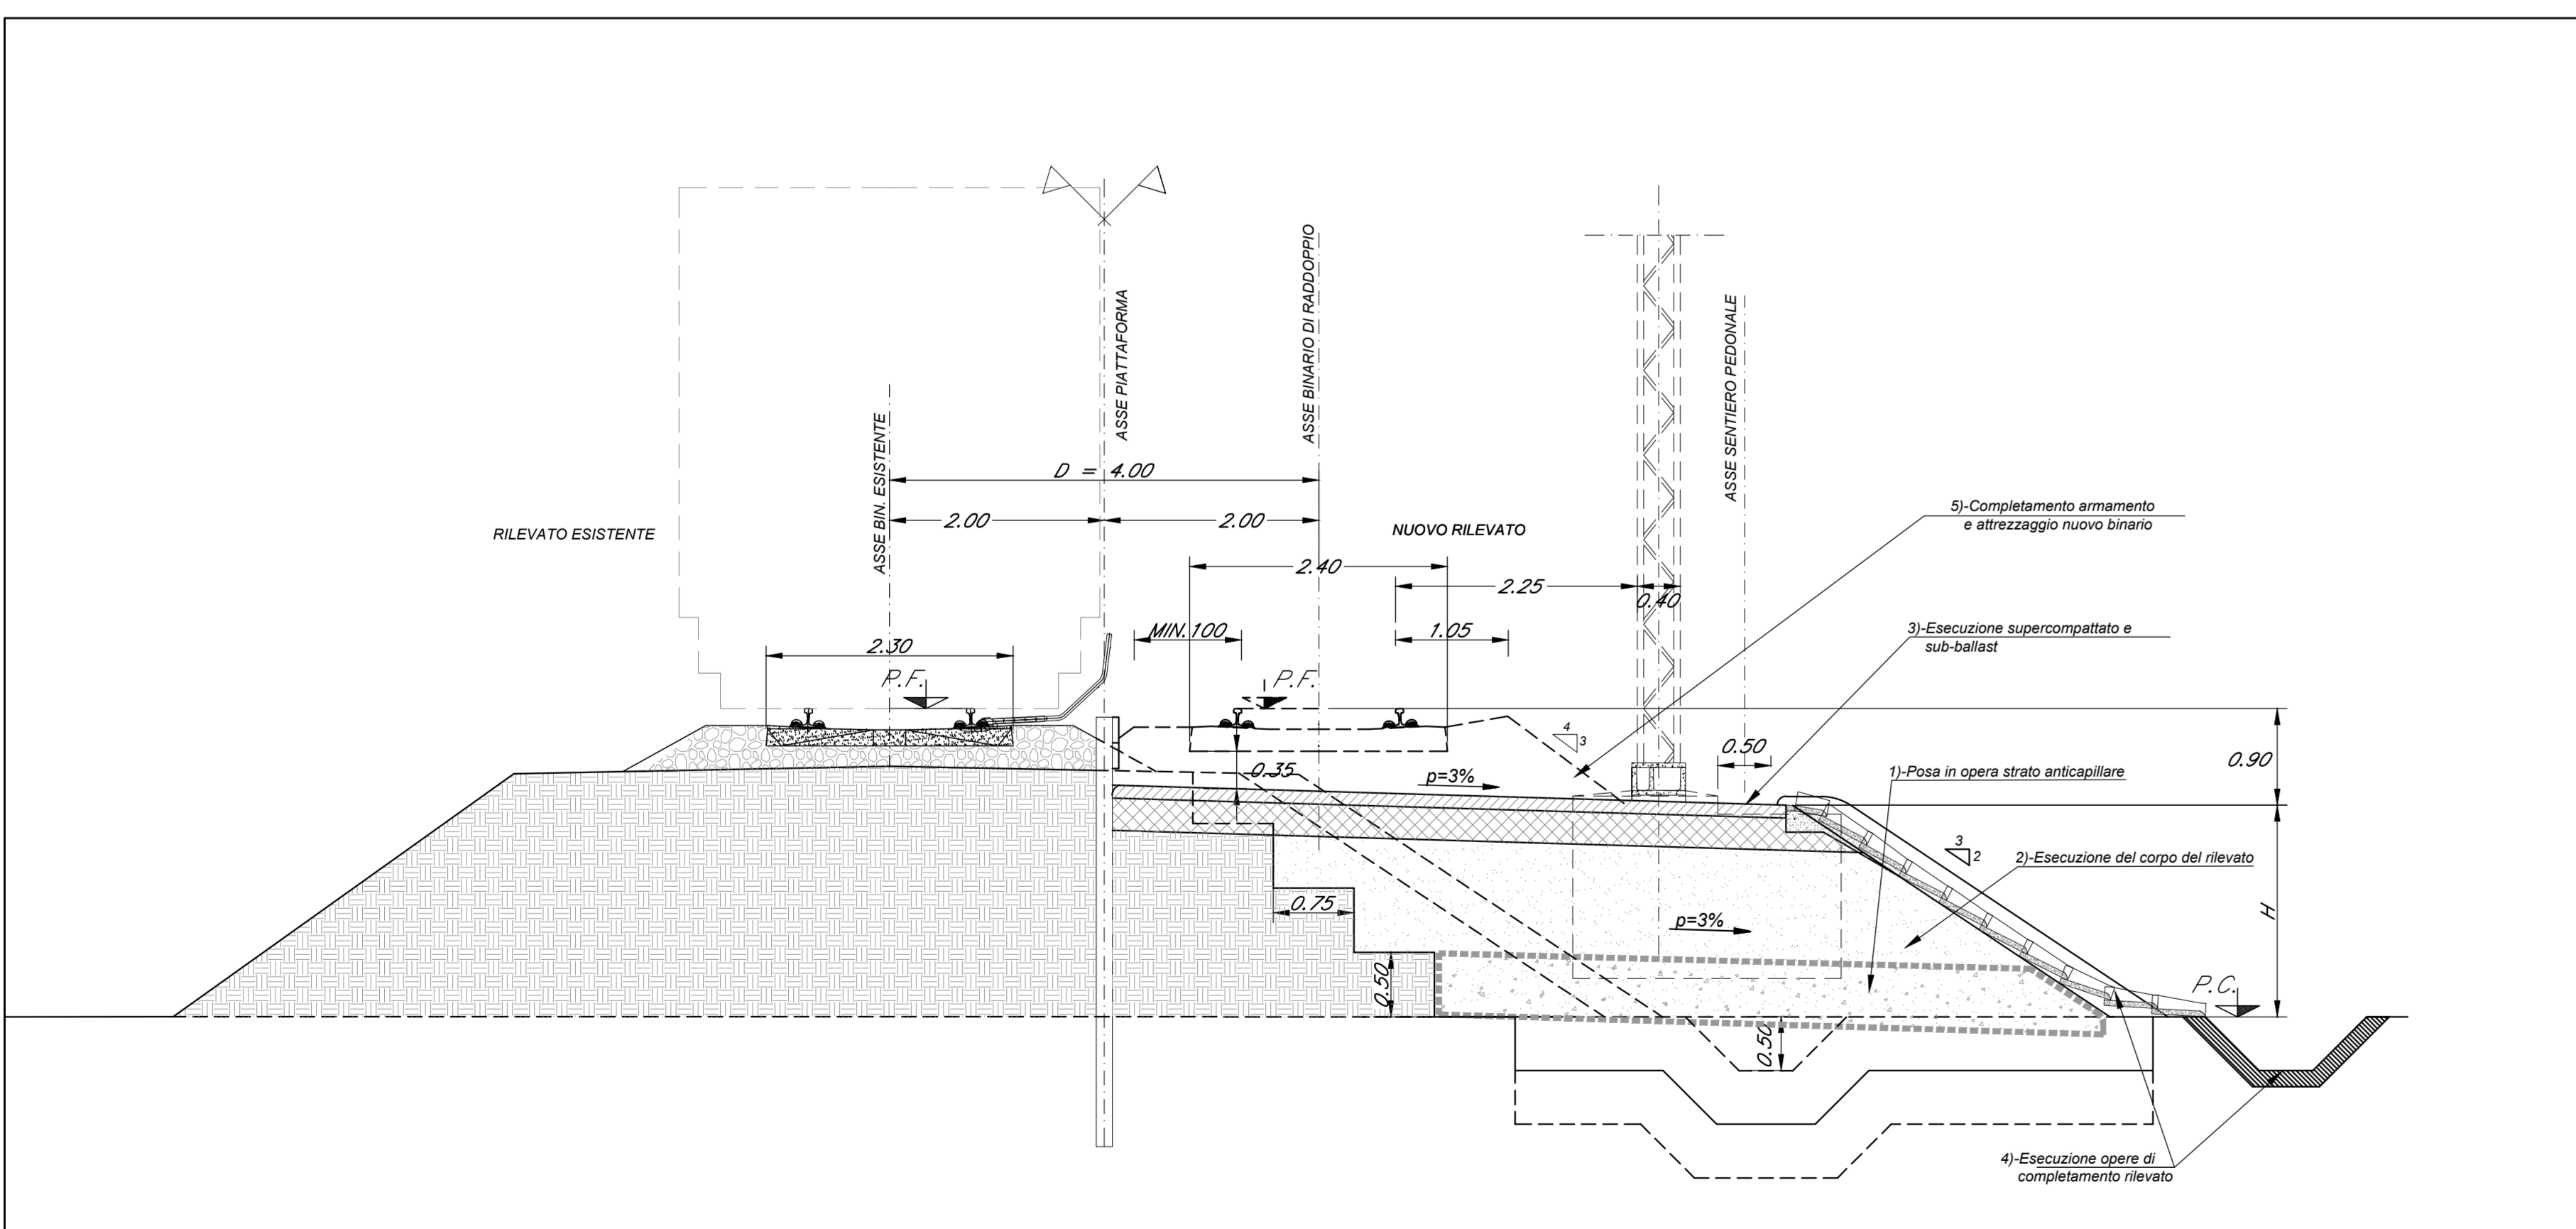 ASSE PIATTAFORMA
ASSE BINARIO DI RADDOPPIO
ASSE SENTIERO PEDONALE
ASSE BIN. ESISTENTE
D = 4.00
2.00
2.00
RILEVATO ESISTENTE
NUOVO RILEVATO
5)-Completamento armamento
e attrezzaggio nuovo binario
2.40
2.25
0.40
MIN. 100
1.05
3)-Esecuzione supercompattato e
sub-ballast
2.30
P.F.
P.F.
4
3
0.50
0.90
0.35
p=3%
1)-Posa in opera strato anticapillare
3
2
2)-Esecuzione del corpo del rilevato
0.75
p=3%
H
0.50
P.C.
0.50
4)-Esecuzione opere di
completamento rilevato